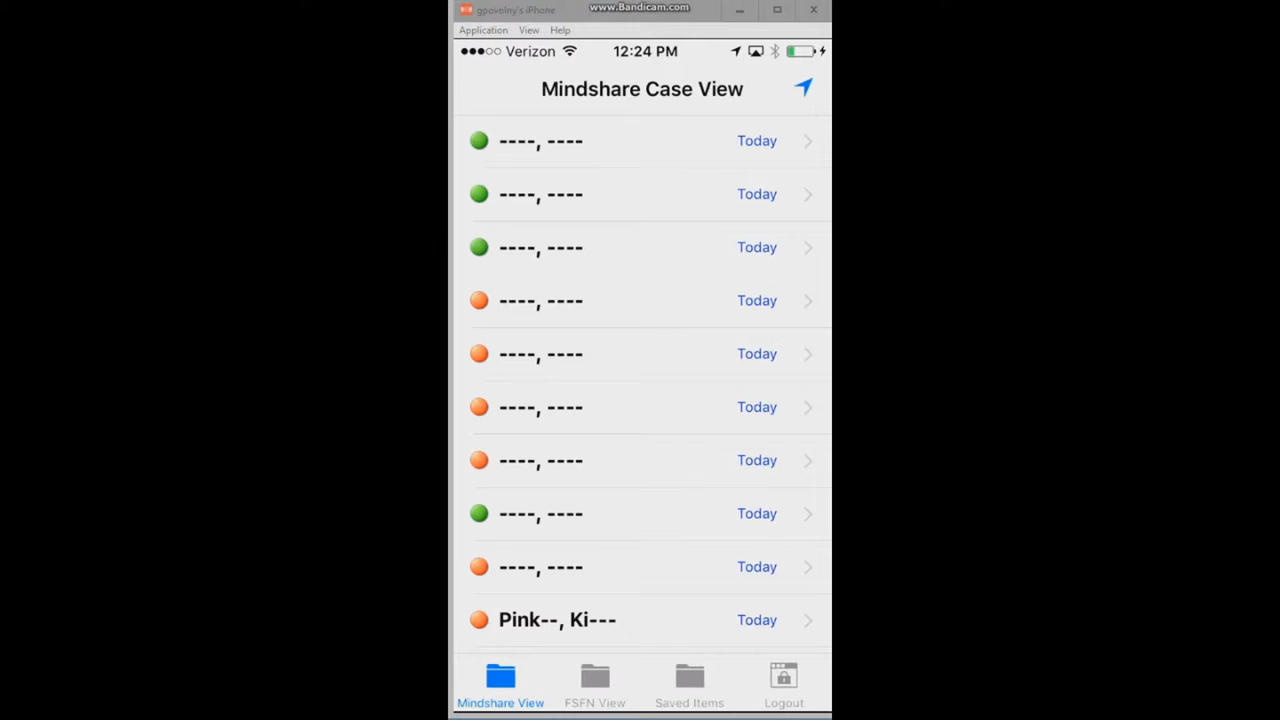 gpovolny's iPhone
www.Bandicam.com
Application View Help
Verizon 12:24 PM
Mindshare Case View
----, ---- Today
----, ---- Today
----, ---- Today
----, ---- Today
----, ---- Today
----, ---- Today
----, ---- Today
----, ---- Today
----, ---- Today
Pink--, Ki--- Today
Mindshare View FSFN View Saved Items Logout